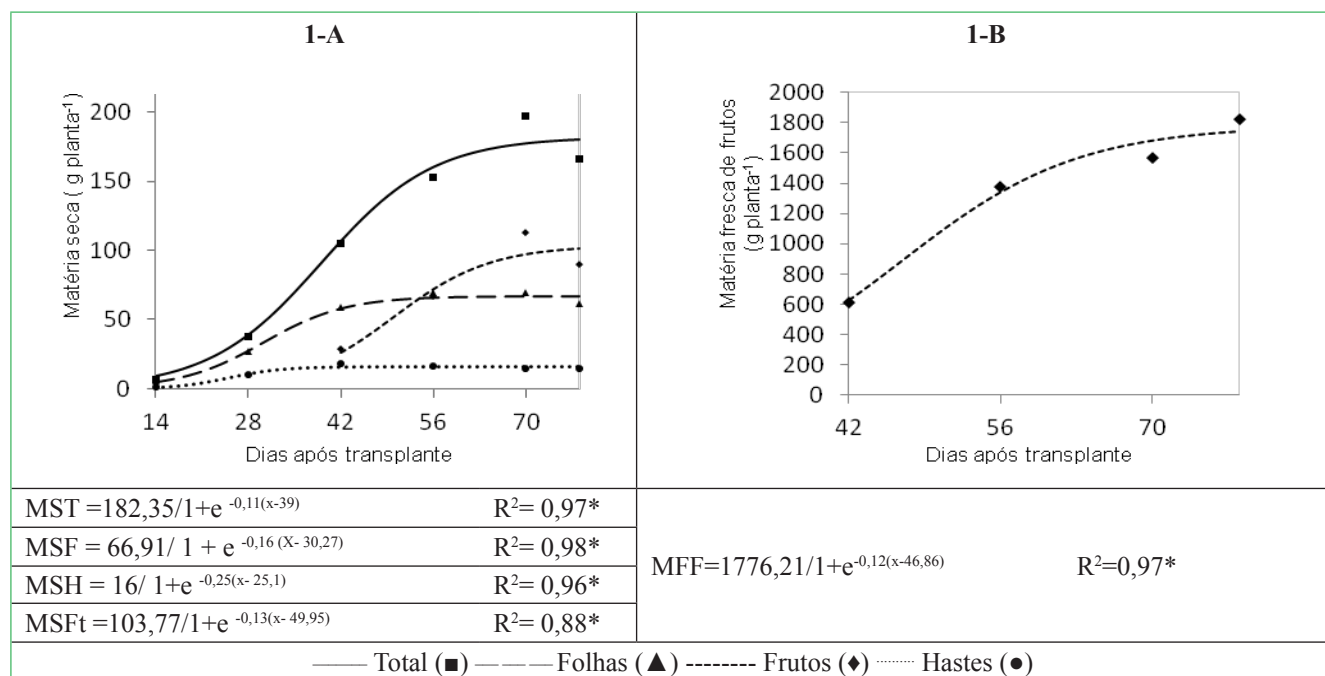 1-A
200
150
100
50
0
Matéria seca ( g planta⁻¹)
14 28 42 56 70
Dias após transplante
1-B
2000
1800
1600
1400
1200
1000
800
600
400
200
0
Matéria fresca de frutos
(g planta⁻¹)
42 56 70
Dias após transplante
MST =182,35/1+e ⁻⁰,¹¹⁽ˣ⁻³⁹⁾ R²= 0,97*
MSF = 66,91/ 1 + e ⁻⁰,¹⁶ ⁽ˣ⁻ ³⁰,²⁷⁾ R²= 0,98*
MSH = 16/ 1+e ⁻⁰,²⁵⁽ˣ⁻ ²⁵,¹⁾ R²= 0,96*
MSFt =103,77/1+e ⁻⁰,¹³⁽ˣ⁻ ⁴⁹,⁹⁵⁾ R²= 0,88*
MFF=1776,21/1+e⁻⁰,¹²⁽ˣ⁻⁴⁶,⁸⁶⁾ R²=0,97*
Total (■) Folhas (▲) Frutos (♦) Hastes (●)